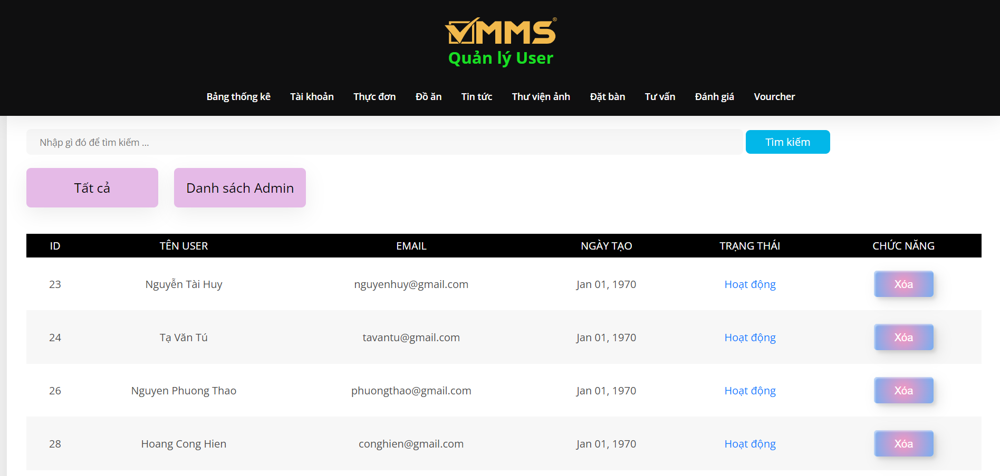 VMMS®
Quản lý User
Bảng thống kê Tài khoản Thực đơn Đồ ăn Tin tức Thư viện ảnh Đặt bàn Tư vấn Đánh giá Vourcher
Nhập gì đó để tìm kiếm ... Tìm kiếm
Tất cả Danh sách Admin
ID TÊN USER EMAIL NGÀY TẠO TRẠNG THÁI CHỨC NĂNG
23 Nguyễn Tài Huy nguyenhuy@gmail.com Jan 01, 1970 Hoạt động Xóa
24 Tạ Văn Tú tavantu@gmail.com Jan 01, 1970 Hoạt động Xóa
26 Nguyen Phuong Thao phuongthao@gmail.com Jan 01, 1970 Hoạt động Xóa
28 Hoang Cong Hien conghien@gmail.com Jan 01, 1970 Hoạt động Xóa